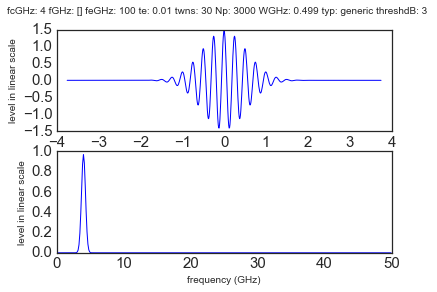 fcGHz: 4 fGHz: [] feGHz: 100 te: 0.01 twns: 30 Np: 3000 WGHz: 0.499 typ: generic threshdB: 3
level in linear scale
1.5
1.0
0.5
0.0
−0.5
−1.0
−1.5
−4 −3 −2 −1 0 1 2 3 4
level in linear scale
1.0
0.8
0.6
0.4
0.2
0.0
0 10 20 30 40 50
frequency (GHz)